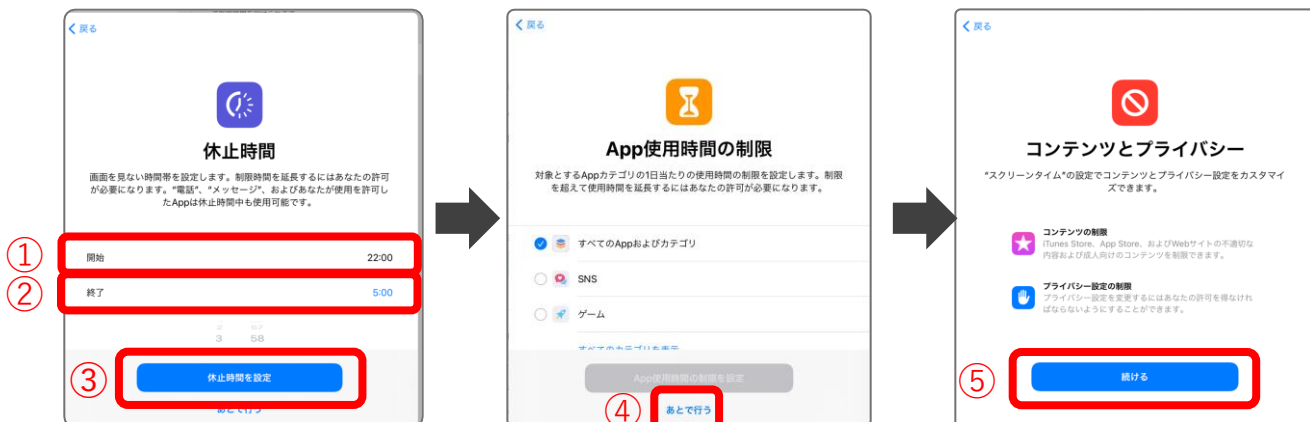 戻る
休止時間
画面を見ない時間帯を設定します。制限時間を延長するにはあなたの許可
が必要になります。“電話”、“メッセージ”、およびあなたが使用を許可し
たAppは休止時間中も使用可能です。
①
開始 22:00
②
終了 5:00
2 57
3 58
③
休止時間を設定
あとで行う
戻る
App使用時間の制限
対象とするAppカテゴリの1日当たりの使用時間の制限を設定します。制限
を超えて使用時間を延長するにはあなたの許可が必要になります。
すべてのAppおよびカテゴリ
SNS
ゲーム
すべてのカテゴリを表示
App使用時間の制限を設定
④
あとで行う
戻る
コンテンツとプライバシー
“スクリーンタイム”の設定でコンテンツとプライバシー設定をカスタマイ
ズできます。
コンテンツの制限
iTunes Store、App Store、およびWebサイトの不適切な
内容および成人向けのコンテンツを制限できます。
プライバシー設定の制限
プライバシー設定を変更するにはあなたの許可を得なけれ
ばならないようにすることができます。
⑤
続ける